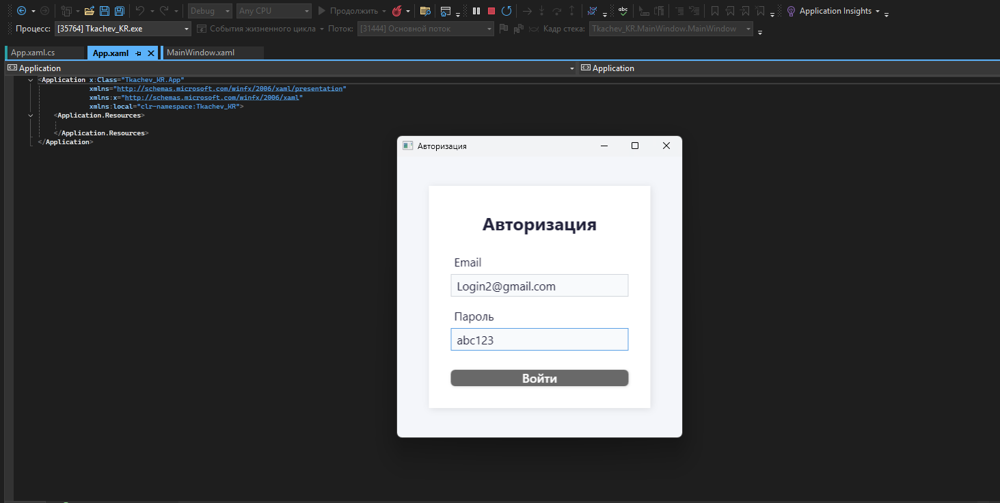 Debug Any CPU Продолжить Application Insights
Процесс: [35764] Tkachev_KR.exe События жизненного цикла Поток: [31444] Основной поток Кадр стека: Tkachev_KR.MainWindow.MainWindow
App.xaml.cs App.xaml MainWindow.xaml
Application Application
<Application x:Class="Tkachev_KR.App"
xmlns="http://schemas.microsoft.com/winfx/2006/xaml/presentation"
xmlns:x="http://schemas.microsoft.com/winfx/2006/xaml"
xmlns:local="clr-namespace:Tkachev_KR">
<Application.Resources>
</Application.Resources>
</Application>
Авторизация
Авторизация
Email
Login2@gmail.com
Пароль
abc123
Войти